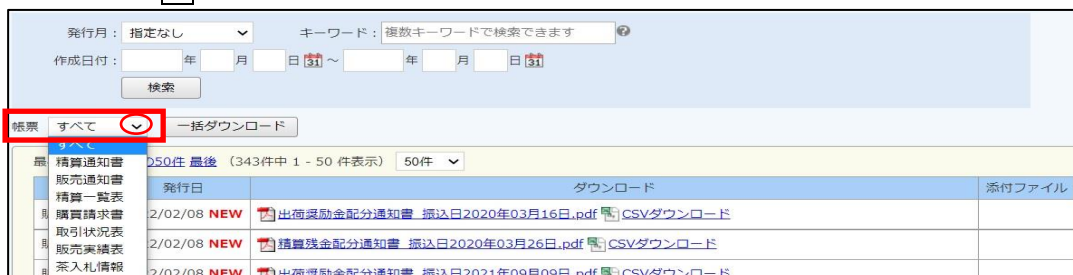 発行月： 指定なし キーワード： 複数キーワードで検索できます
作成日付： 年 月 日 31 ～ 年 月 日 31
検索
帳票 すべて 一括ダウンロード
すべて
精算通知書
販売通知書
精算一覧表
購買請求書
取引状況表
販売実績表
茶入札情報
最 50件 最後 （343件中 1 - 50 件表示） 50件
発行日 ダウンロード 添付ファイル
2/02/08 NEW 出荷奨励金配分通知書_振込日2020年03月16日.pdf CSVダウンロード
2/02/08 NEW 精算残金配分通知書_振込日2020年03月26日.pdf CSVダウンロード
2/02/08 NEW 出荷奨励金配分通知書_振込日2021年09月09日.pdf CSVダウンロード